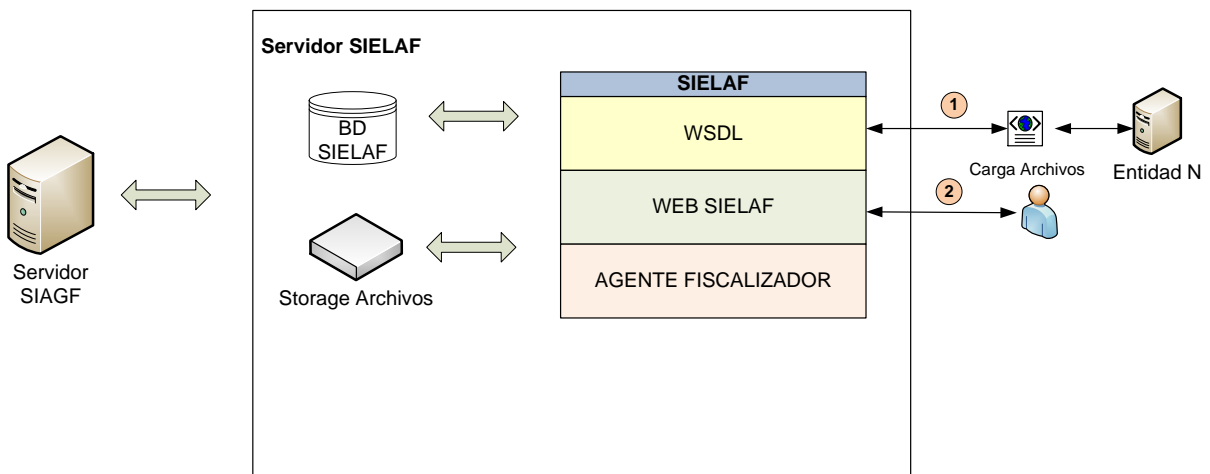 Servidor SIELAF
SIELAF
BD
SIELAF
WSDL
1
Carga Archivos
Entidad N
WEB SIELAF
2
Servidor
SIAGF
Storage Archivos
AGENTE FISCALIZADOR